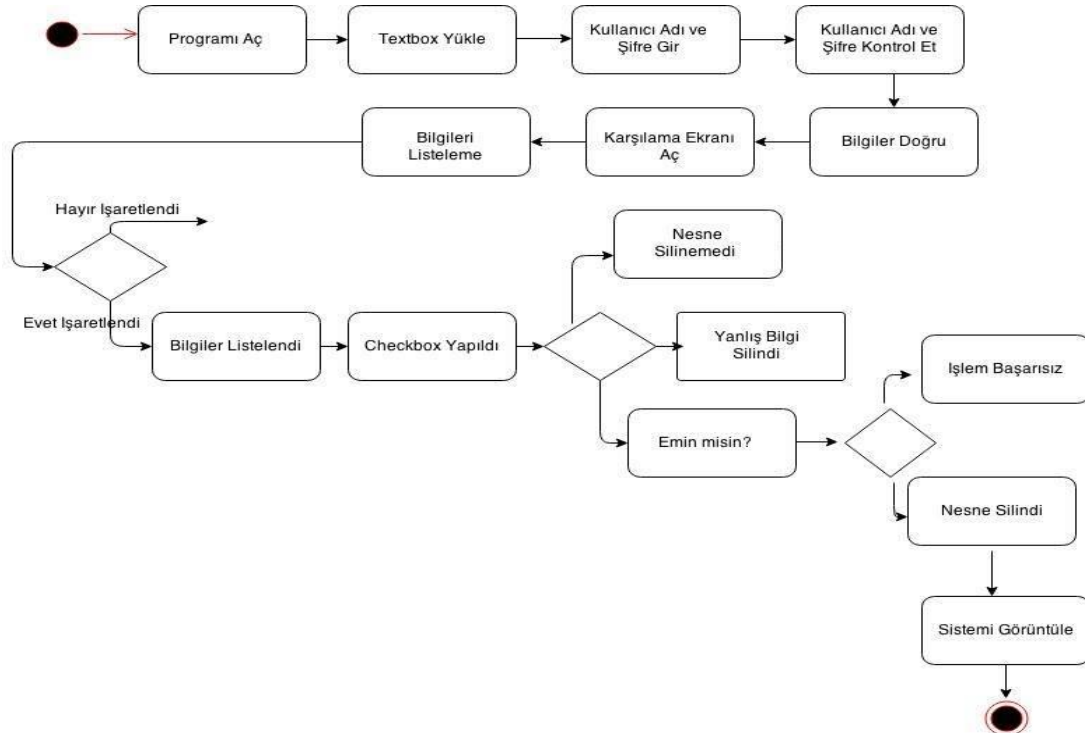 Programı Aç
Textbox Yükle
Kullanıcı Adı ve
Şifre Gir
Kullanıcı Adı ve
Şifre Kontrol Et
Bilgiler Doğru
Karşılama Ekranı
Aç
Bilgileri
Listeleme
Hayır Işaretlendi
Evet Işaretlendi
Bilgiler Listelendi
Checkbox Yapıldı
Nesne
Silinemedi
Yanlış Bilgi
Silindi
Emin misin?
Işlem Başarısız
Nesne Silindi
Sistemi Görüntüle